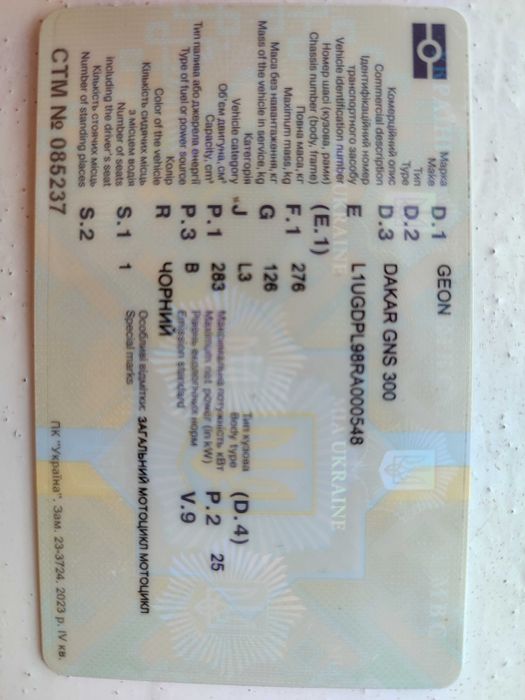 УКРАЇНА
UKRAINE
МВС
Марка
Make D.1 GEON
Тип
Type D.2
Комерційний опис
Commercial description D.3 DAKAR GNS 300
Ідентифікаційний номер
транспортного засобу
Vehicle identification number E L1UGDPL98RA000548
Номер шасі (кузова, рами)
Chassis number (body, frame) (E.1)
Повна маса, кг
Maximum mass, kg F.1 276
Маса без навантаження, кг
Mass of the vehicle in service, kg G 126
Категорія
Vehicle category J L3 Тип кузова
Body type (D.4)
Об'єм двигуна, см³
Capacity, cm³ P.1 283 Максимальна потужність кВт
Maximum net power (in kW) P.2 25
Тип палива або джерела енергії
Type of fuel or power source P.3 B Рівень екологічних норм
Emission standard V.9
Колір
Color of the vehicle R ЧОРНИЙ
Кількість сидячих місць
з місцем водія
Number of seats
including the driver's seat S.1 1 Особливі відмітки: ЗАГАЛЬНИЙ МОТОЦИКЛ МОТОЦИКЛ
Special marks
Кількість стоячих місць
Number of standing places S.2
СТМ № 085237 ПК "Україна". Зам. 23-3724. 2023 р. IV кв.